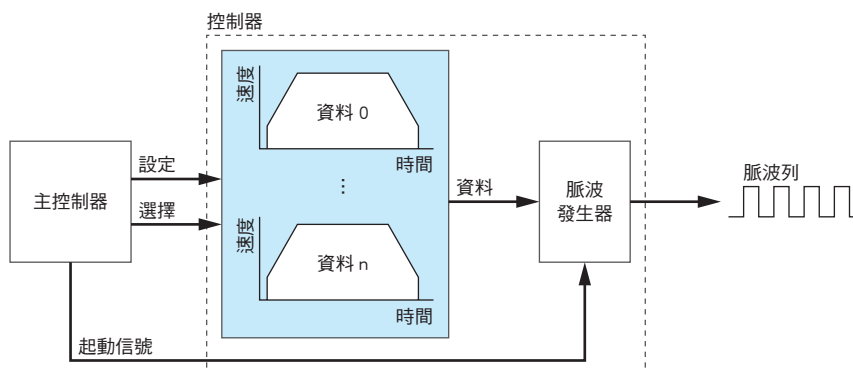 控制器
速度
資料 0
時間
⋮
速度
資料 n
時間
主控制器
設定
選擇
起動信號
資料
脈波
發生器
脈波列